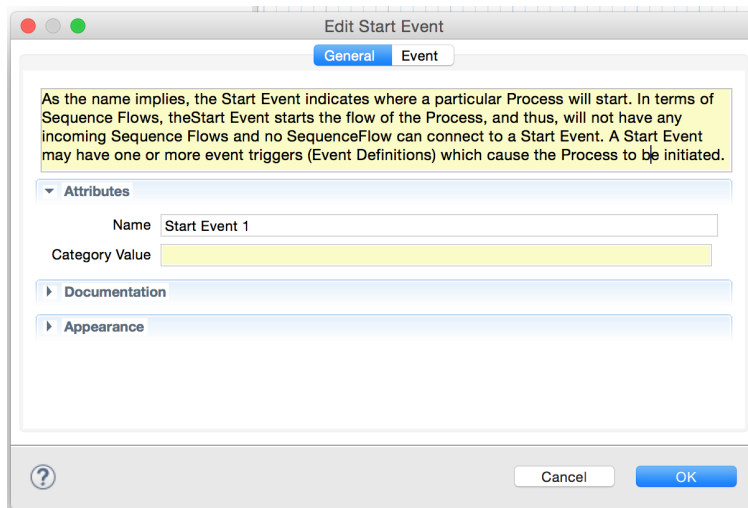 Edit Start Event
General Event
As the name implies, the Start Event indicates where a particular Process will start. In terms of
Sequence Flows, theStart Event starts the flow of the Process, and thus, will not have any
incoming Sequence Flows and no SequenceFlow can connect to a Start Event. A Start Event
may have one or more event triggers (Event Definitions) which cause the Process to be initiated.
Attributes
Name Start Event 1
Category Value
Documentation
Appearance
?
Cancel OK